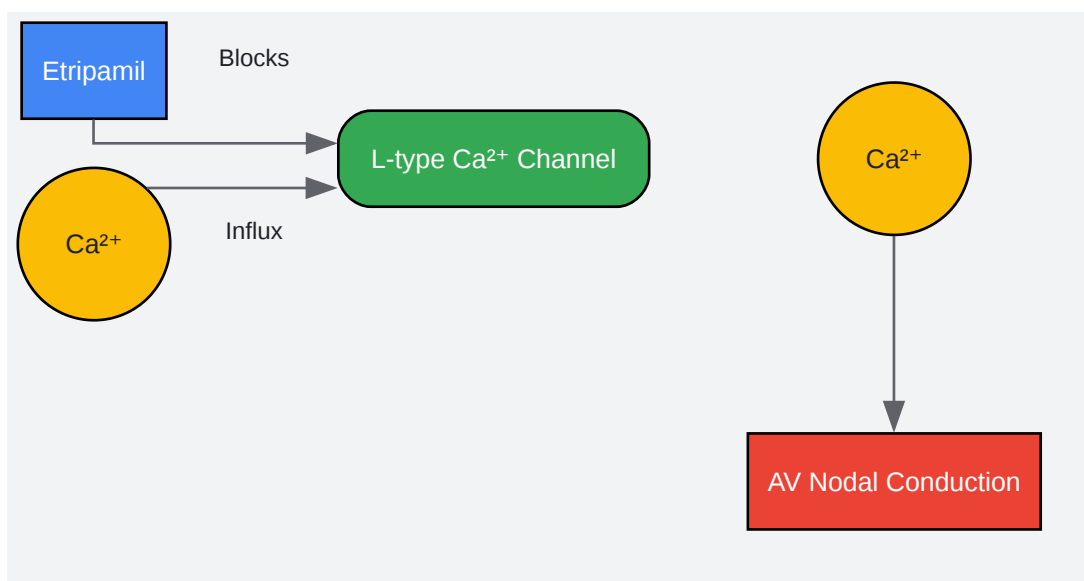 Etripamil
Blocks
L-type Ca²⁺ Channel
Ca²⁺
Influx
Ca²⁺
AV Nodal Conduction